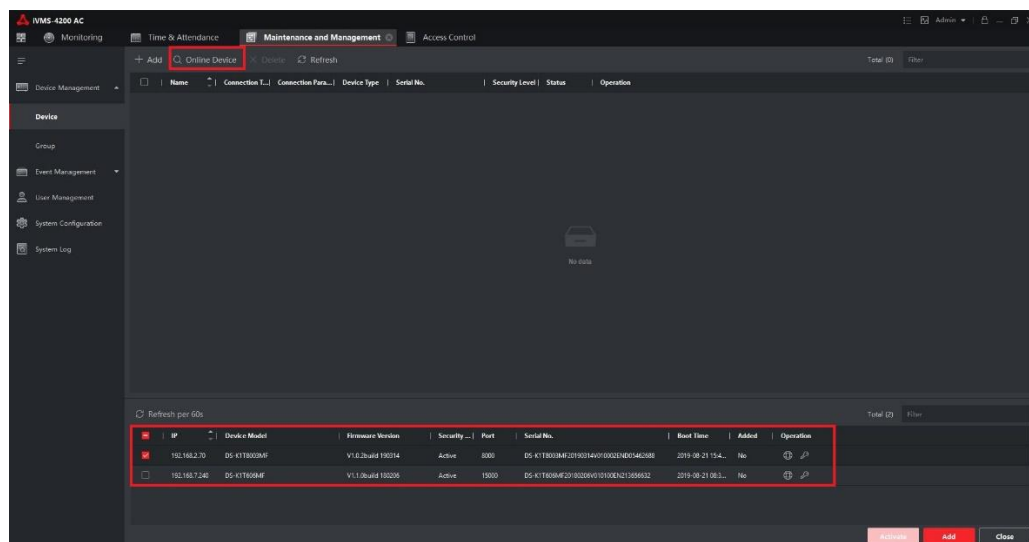 iVMS-4200 AC
Admin
Monitoring
Time & Attendance
Maintenance and Management
Access Control
Add
Online Device
Delete
Refresh
Total (0)
Filter
Name
Connection T...
Connection Para...
Device Type
Serial No.
Security Level
Status
Operation
Device Management
Device
Group
Event Management
User Management
System Configuration
System Log
No data
Refresh per 60s
Total (2)
Filter
IP
Device Model
Firmware Version
Security ...
Port
Serial No.
Boot Time
Added
Operation
192.168.2.70
DS-K1T8003MF
V1.0.2build 190314
Active
8000
DS-K1T8003MF20190314V010002END05462688
2019-08-21 15:4...
No
192.168.7.240
DS-K1T606MF
V1.1.0build 180206
Active
15000
DS-K1T606MF20180206V010100EN213656632
2019-08-21 08:3...
No
Activate
Add
Close